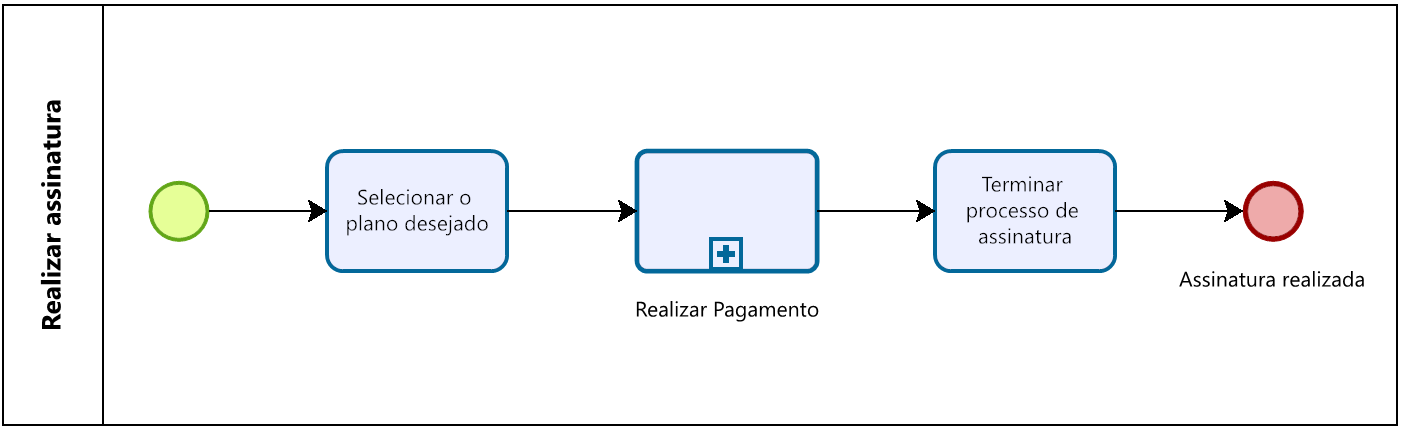 Realizar assinatura
Selecionar o
plano desejado
Realizar Pagamento
Terminar
processo de
assinatura
Assinatura realizada